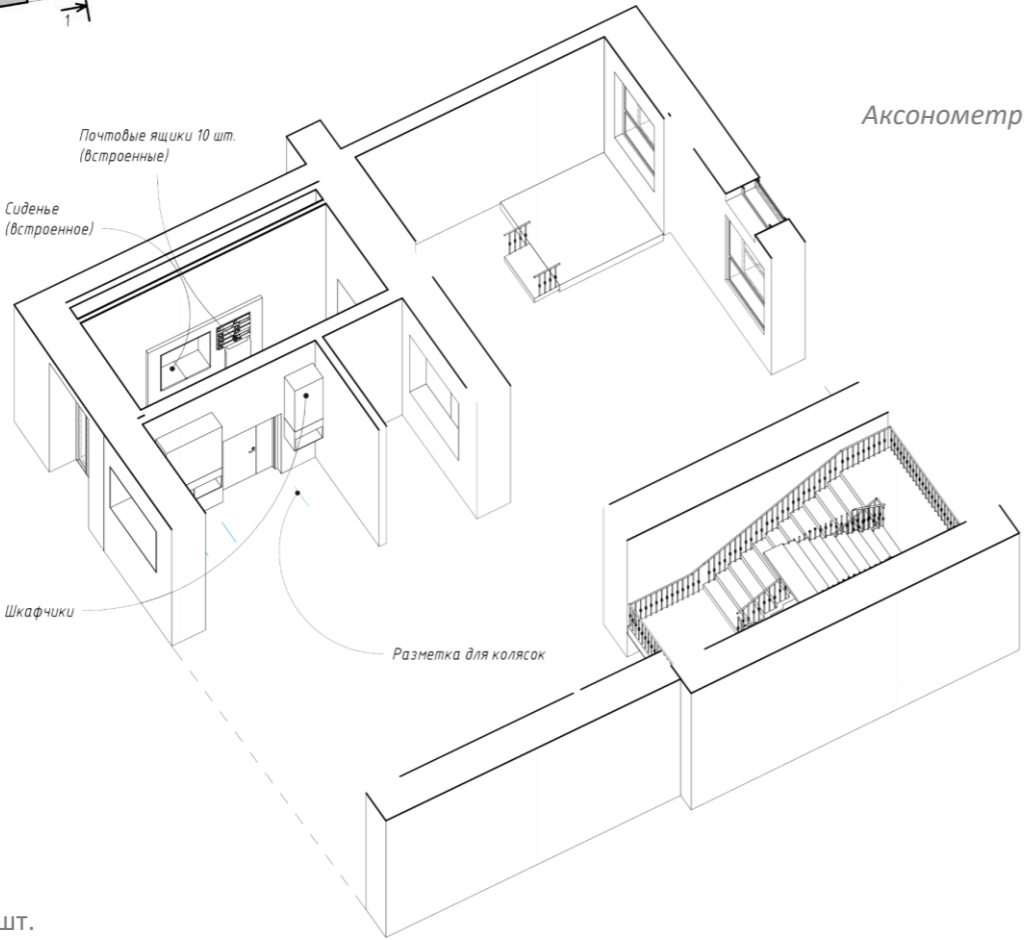 1
Аксонометр
Почтовые ящики 10 шт.
(встроенные)
Сиденье
(встроенное)
Шкафчики
Разметка для колясок
шт.